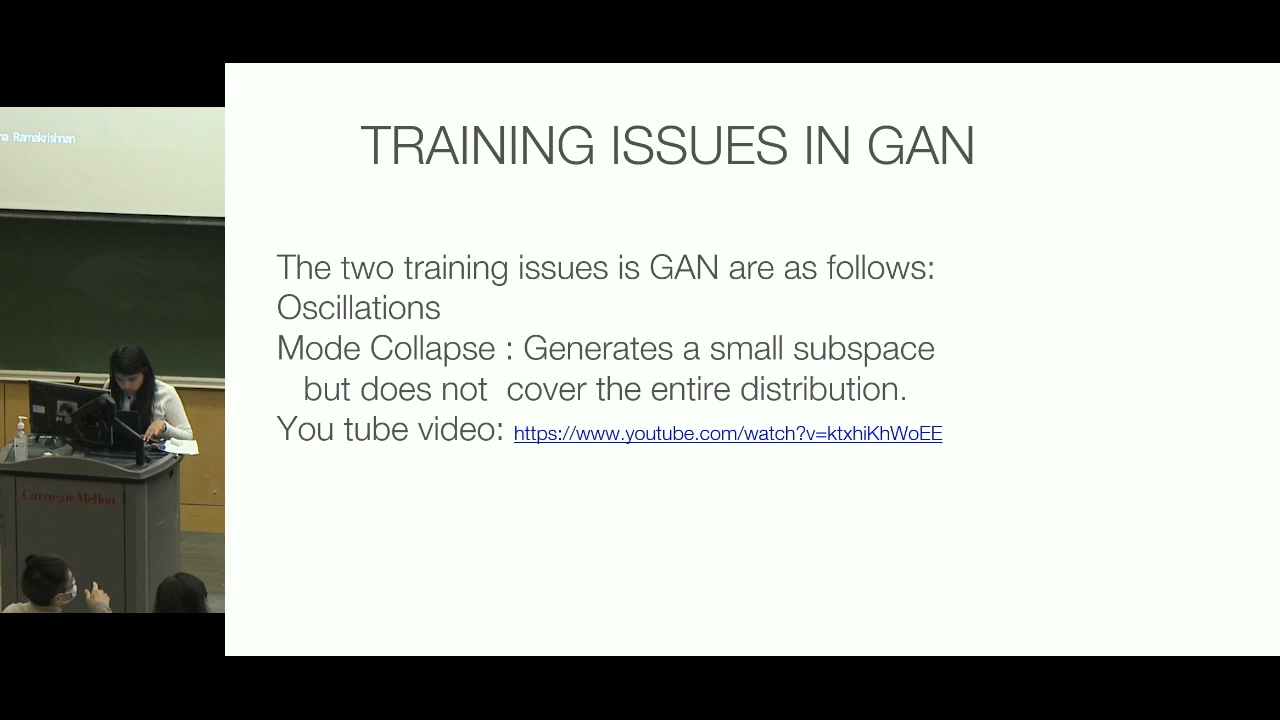 Ramakrishnan
TRAINING ISSUES IN GAN
The two training issues is GAN are as follows:
Oscillations
Mode Collapse : Generates a small subspace
but does not cover the entire distribution.
You tube video: https://www.youtube.com/watch?v=ktxhiKhWoEE
Carnegie Mellon